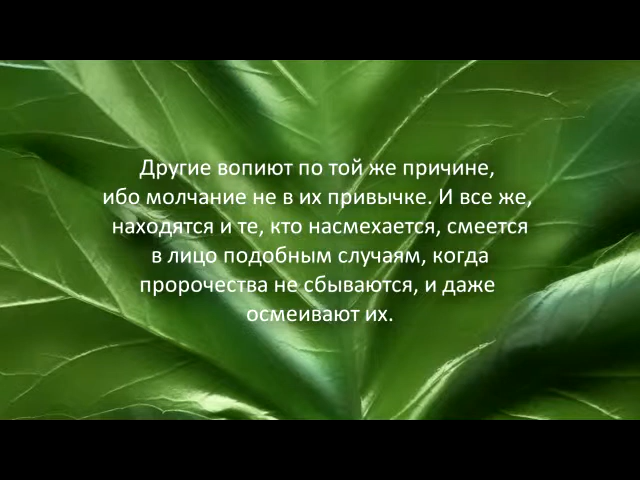 Другие вопиют по той же причине,
ибо молчание не в их привычке. И все же,
находятся и те, кто насмехается, смеется
в лицо подобным случаям, когда
пророчества не сбываются, и даже
осмеивают их.